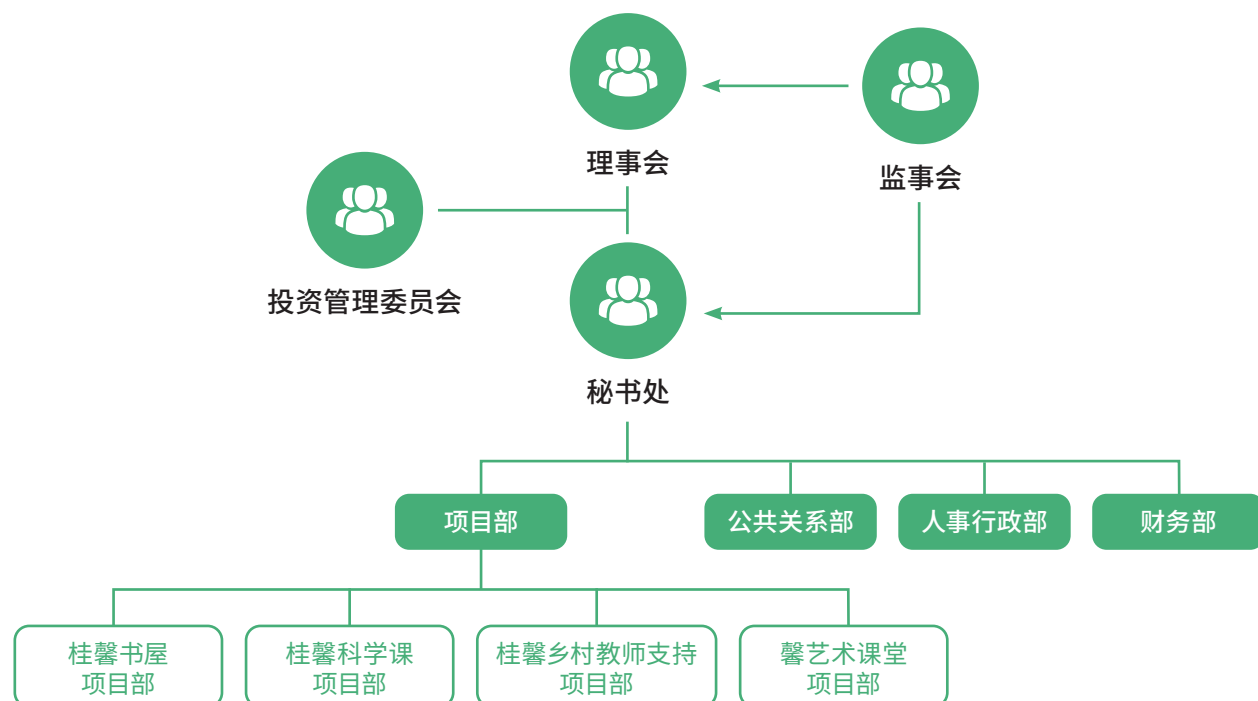 理事会
监事会
投资管理委员会
秘书处
项目部
公共关系部
人事行政部
财务部
桂馨书屋
项目部
桂馨科学课
项目部
桂馨乡村教师支持
项目部
馨艺术课堂
项目部